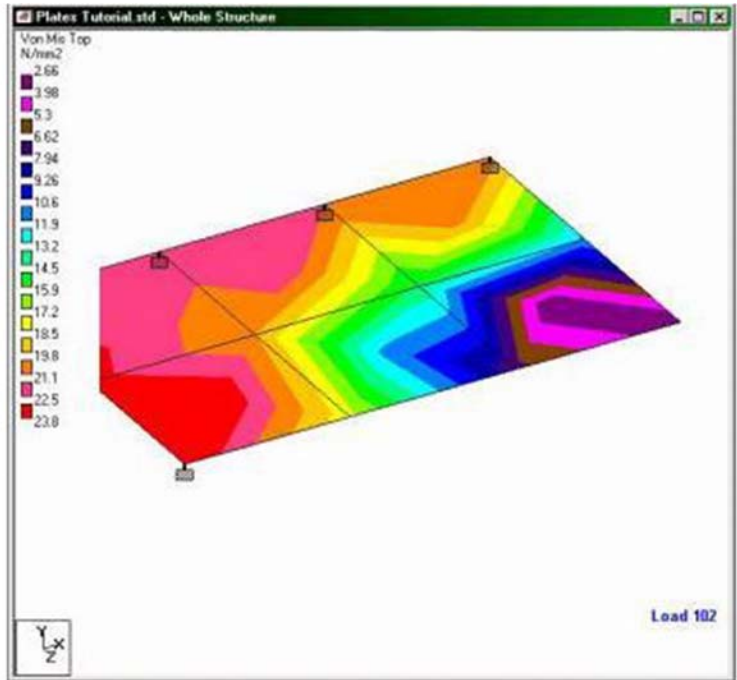 Plates Tutorial.std - Whole Structure
Von Mis Top
N/mm2
2.66
3.98
5.3
6.62
7.94
9.26
10.6
11.9
13.2
14.5
15.9
17.2
18.5
19.8
21.1
22.5
23.8
Load 102
Y
X
Z